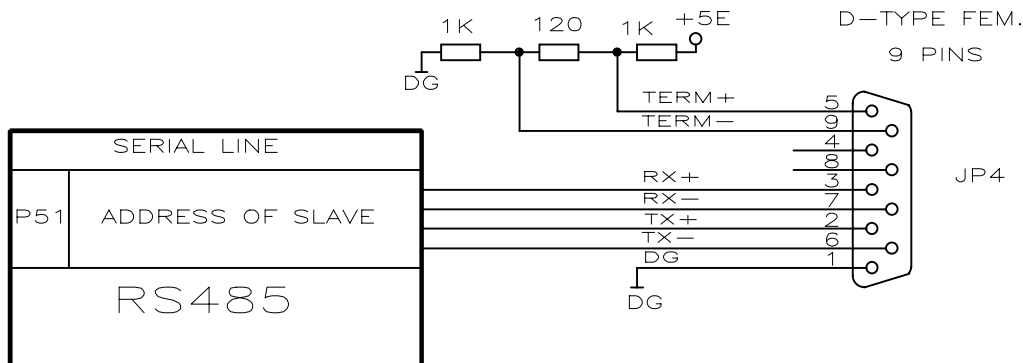 1K 120 1K +5E D-TYPE FEM.
9 PINS
DG
TERM+ 5
TERM- 9
4
8
SERIAL LINE
RX+ 3
JP4
RX- 7
P51 ADDRESS OF SLAVE
TX+ 2
TX- 6
DG 1
RS485
DG